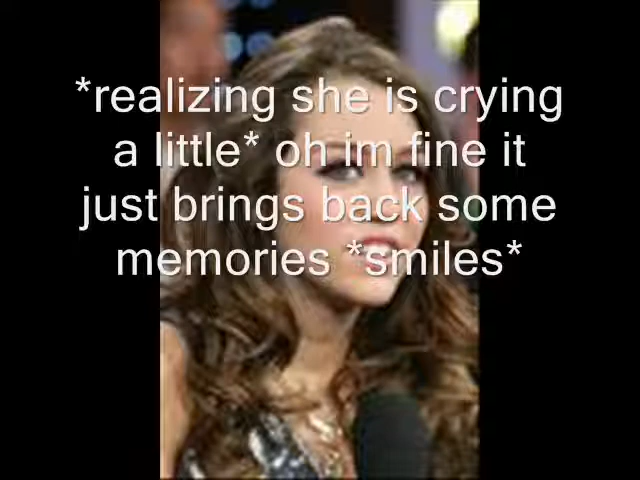 *realizing she is crying
a little* oh im fine it
just brings back some
memories *smiles*